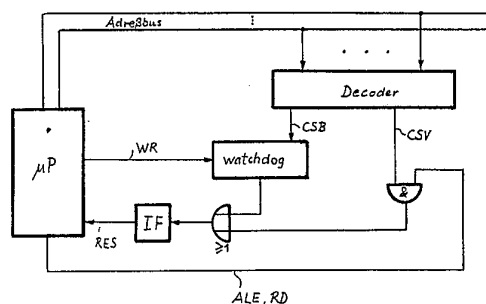 Adreßbus
Decoder
CSB
CSV
µP
WR
watchdog
&
IF
RES
≥1
ALE, RD